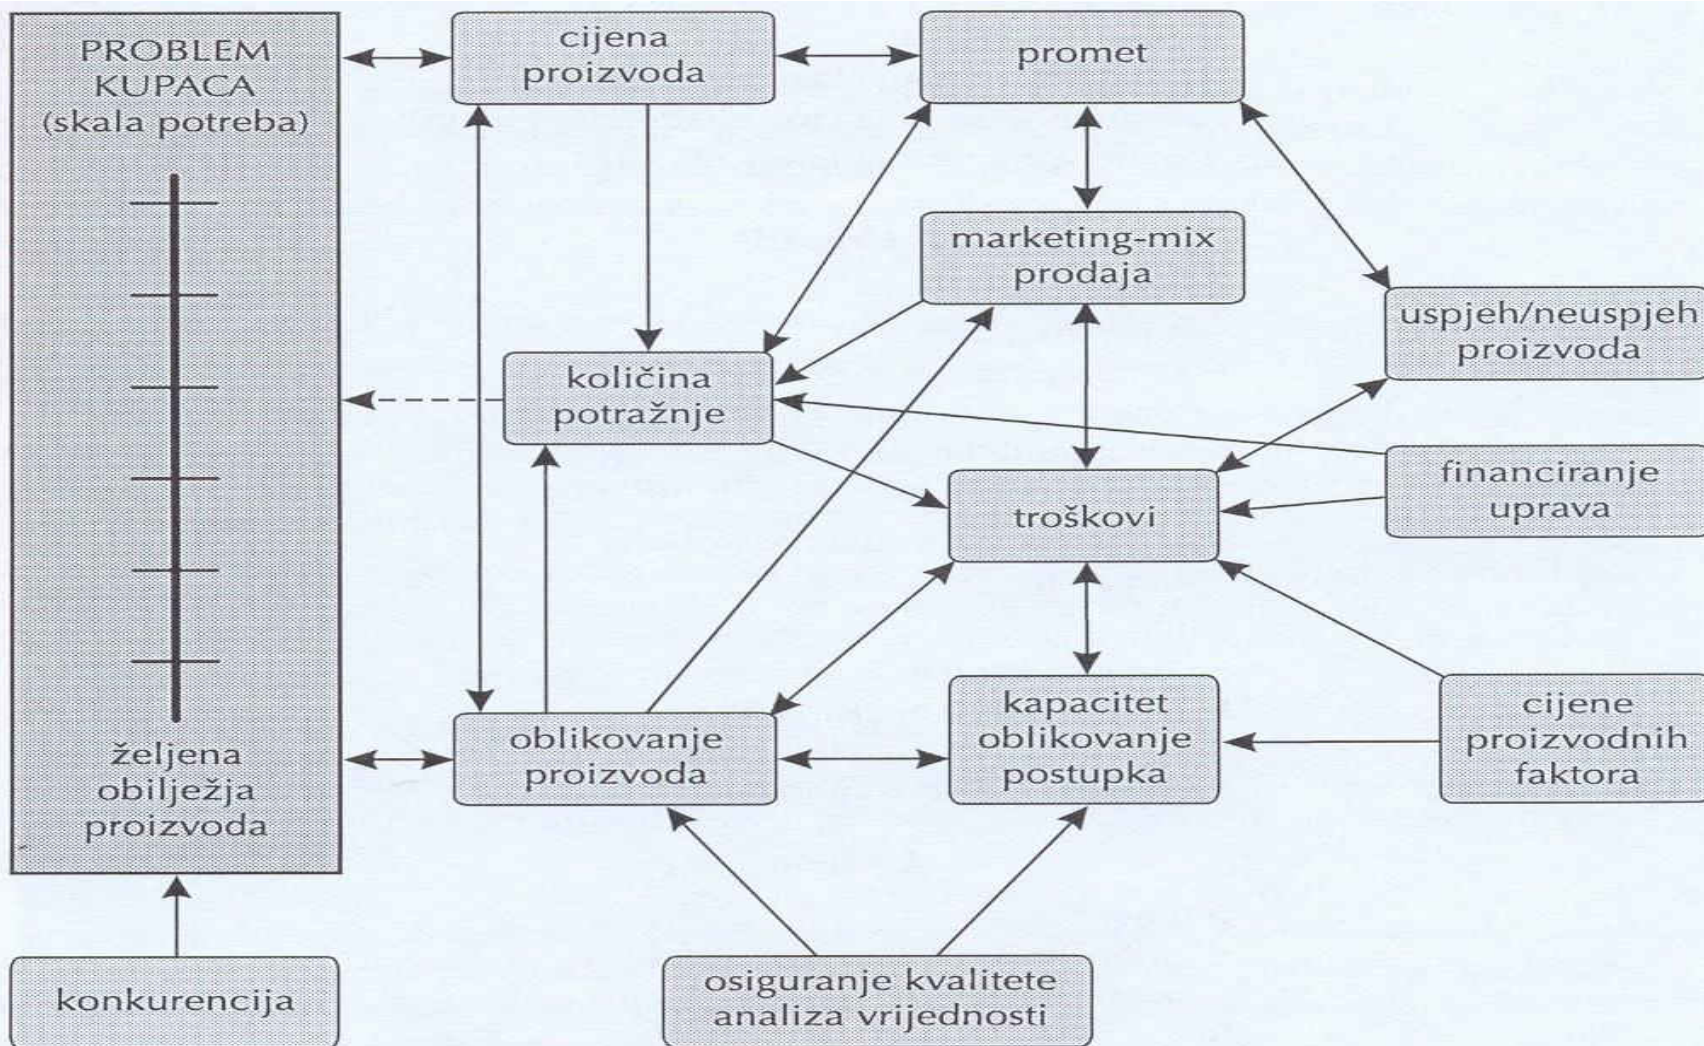 PROBLEM
KUPACA
(skala potreba)
željena
obilježja
proizvoda
konkurencija
cijena
proizvoda
promet
marketing-mix
prodaja
uspjeh/neuspjeh
proizvoda
količina
potražnje
financiranje
uprava
troškovi
oblikovanje
proizvoda
kapacitet
oblikovanje
postupka
cijene
proizvodnih
faktora
osiguranje kvalitete
analiza vrijednosti